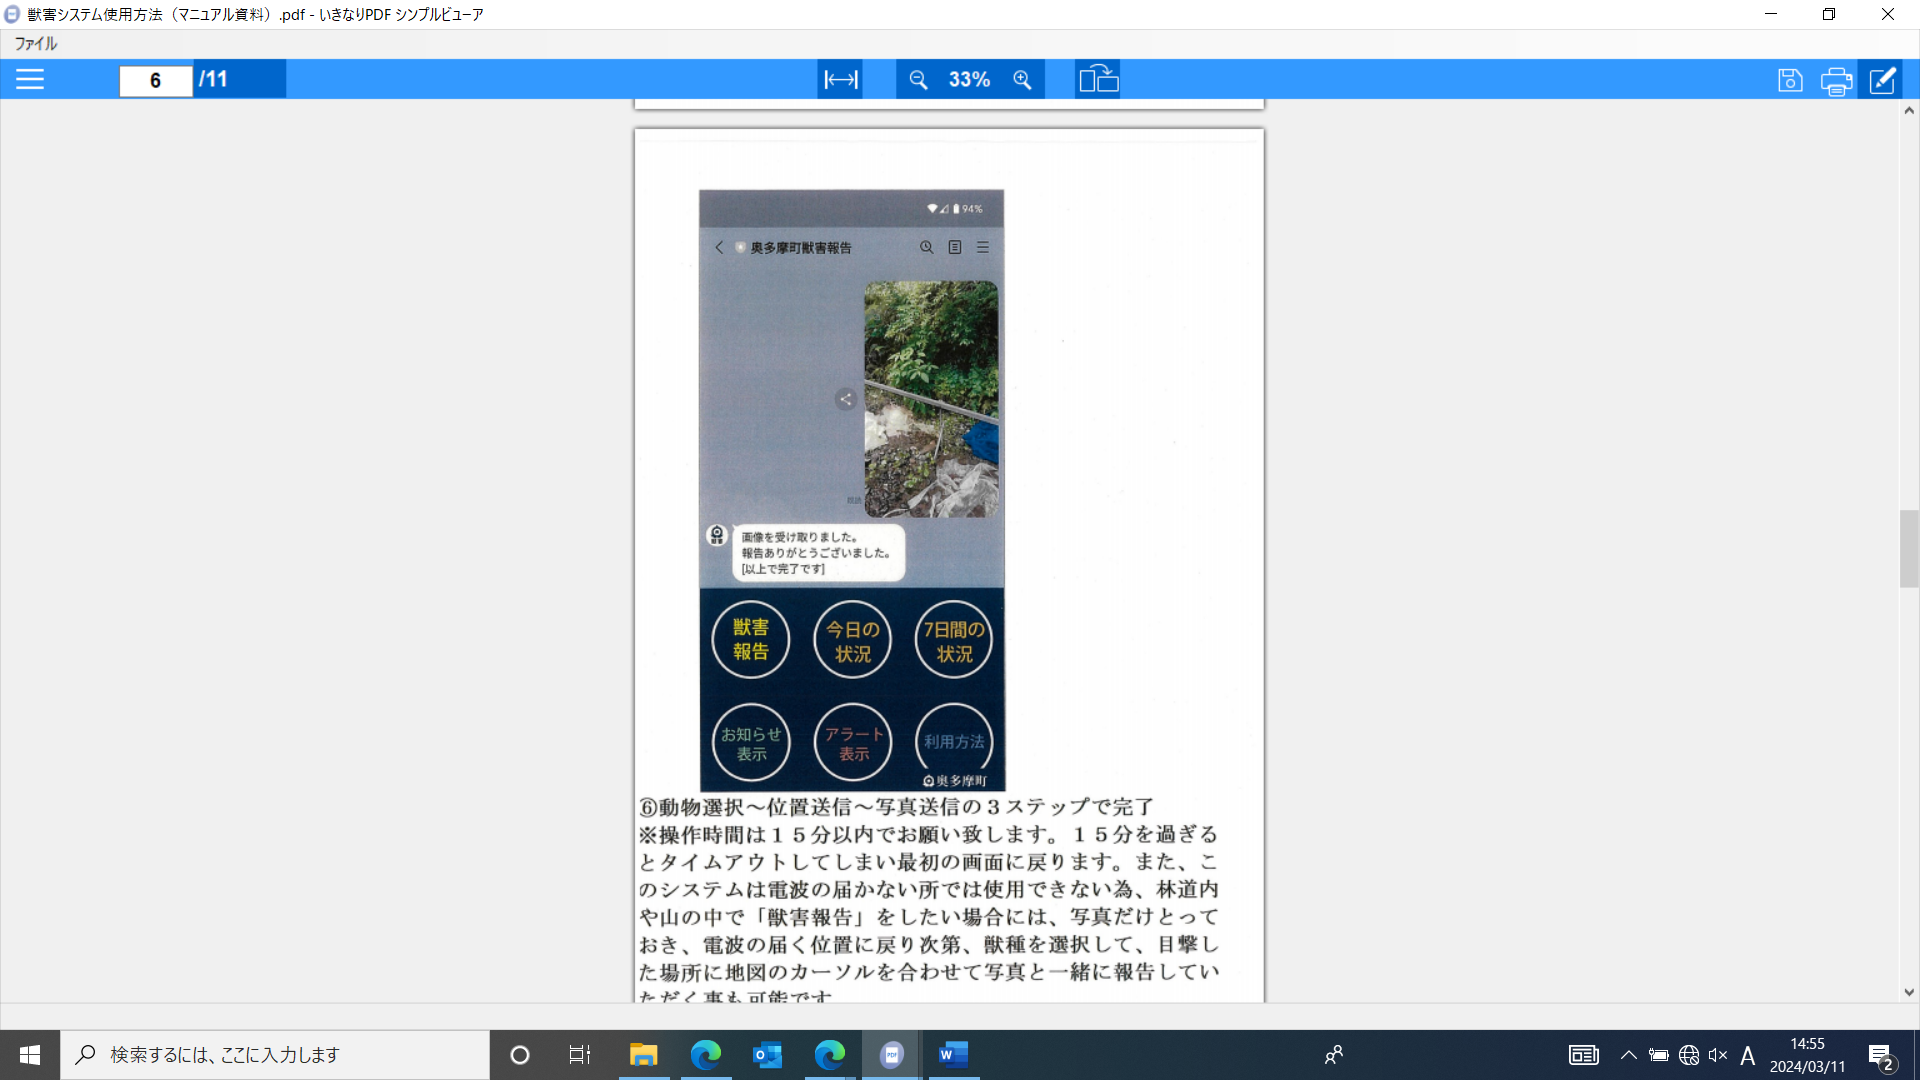 獣害システム使用方法（マニュアル資料）.pdf - いきなりPDF シンプルビューア
ファイル
6 /11
33%
94%
奥多摩町獣害報告
画像を受け取りました。
報告ありがとうございました。
[以上で完了です]
獣害
報告
今日の
状況
7日間の
状況
お知らせ
表示
アラート
表示
利用方法
奥多摩町
⑥動物選択～位置送信～写真送信の３ステップで完了
※操作時間は１５分以内でお願い致します。１５分を過ぎる
とタイムアウトしてしまい最初の画面に戻ります。また、こ
のシステムは電波の届かない所では使用できない為、林道内
や山の中で「獣害報告」をしたい場合には、写真だけとって
おき、電波の届く位置に戻り次第、獣種を選択して、目撃し
た場所に地図のカーソルを合わせて写真と一緒に報告してい
ただく事も可能です
検索するには、ここに入力します
A
14:55
2024/03/11
2